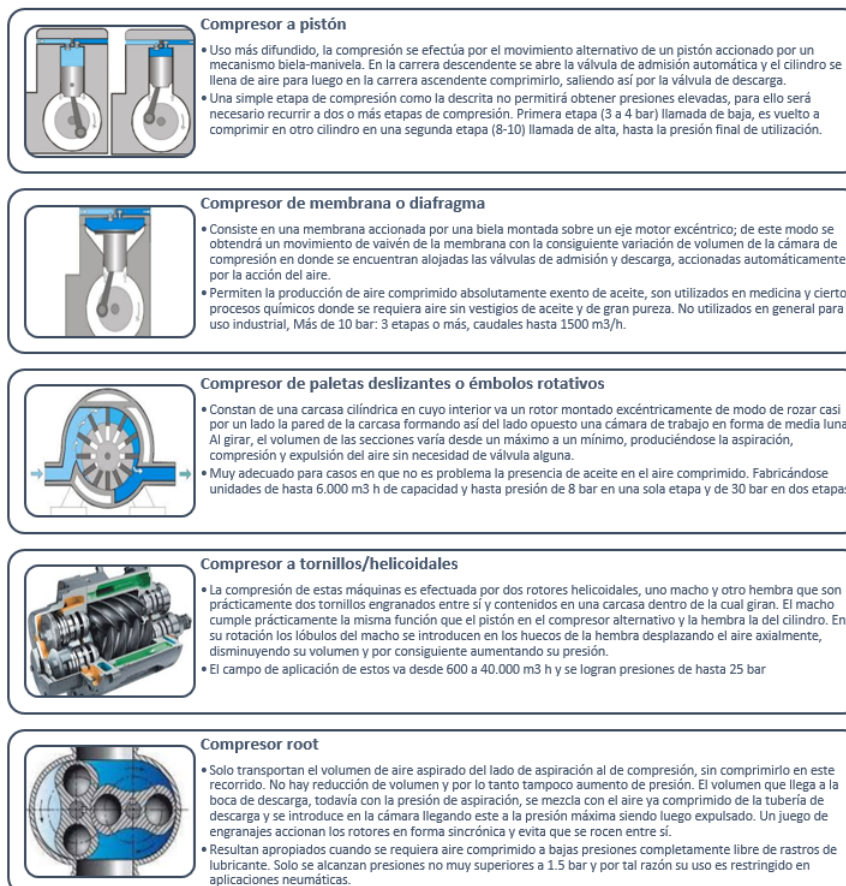 Compresor a pistón
• Uso más difundido, la compresión se efectúa por el movimiento alternativo de un pistón accionado por un
mecanismo biela-manivela. En la carrera descendente se abre la válvula de admisión automática y el cilindro se
llena de aire para luego en la carrera ascendente comprimirlo, saliendo así por la válvula de descarga.
• Una simple etapa de compresión como la descrita no permitirá obtener presiones elevadas, para ello será
necesario recurrir a dos o más etapas de compresión. Primera etapa (3 a 4 bar) llamada de baja, es vuelto a
comprimir en otro cilindro en una segunda etapa (8-10) llamada de alta, hasta la presión final de utilización.
Compresor de membrana o diafragma
• Consiste en una membrana accionada por una biela montada sobre un eje motor excéntrico; de este modo se
obtendrá un movimiento de vaivén de la membrana con la consiguiente variación de volumen de la cámara de
compresión en donde se encuentran alojadas las válvulas de admisión y descarga, accionadas automáticamente
por la acción del aire.
• Permiten la producción de aire comprimido absolutamente exento de aceite, son utilizados en medicina y cierto
procesos químicos donde se requiera aire sin vestigios de aceite y de gran pureza. No utilizados en general para
uso industrial, Más de 10 bar: 3 etapas o más, caudales hasta 1500 m3/h.
Compresor de paletas deslizantes o émbolos rotativos
• Constan de una carcasa cilíndrica en cuyo interior va un rotor montado excéntricamente de modo de rozar casi
por un lado la pared de la carcasa formando así del lado opuesto una cámara de trabajo en forma de media luna
Al girar, el volumen de las secciones varía desde un máximo a un mínimo, produciéndose la aspiración,
compresión y expulsión del aire sin necesidad de válvula alguna.
• Muy adecuado para casos en que no es problema la presencia de aceite en el aire comprimido. Fabricándose
unidades de hasta 6.000 m3 h de capacidad y hasta presión de 8 bar en una sola etapa y de 30 bar en dos etapas
Compresor a tornillos/helicoidales
• La compresión de estas máquinas es efectuada por dos rotores helicoidales, uno macho y otro hembra que son
prácticamente dos tornillos engranados entre sí y contenidos en una carcasa dentro de la cual giran. El macho
cumple prácticamente la misma función que el pistón en el compresor alternativo y la hembra la del cilindro. En
su rotación los lóbulos del macho se introducen en los huecos de la hembra desplazando el aire axialmente,
disminuyendo su volumen y por consiguiente aumentando su presión.
• El campo de aplicación de estos va desde 600 a 40.000 m3 h y se logran presiones de hasta 25 bar
Compresor root
• Solo transportan el volumen de aire aspirado del lado de aspiración al de compresión, sin comprimirlo en este
recorrido. No hay reducción de volumen y por lo tanto tampoco aumento de presión. El volumen que llega a la
boca de descarga, todavía con la presión de aspiración, se mezcla con el aire ya comprimido de la tubería de
descarga y se introduce en la cámara llegando este a la presión máxima siendo luego expulsado. Un juego de
engranajes accionan los rotores en forma sincrónica y evita que se rocen entre sí.
• Resultan apropiados cuando se requiera aire comprimido a bajas presiones completamente libre de rastros de
lubricante. Solo se alcanzan presiones no muy superiores a 1.5 bar y por tal razón su uso es restringido en
aplicaciones neumáticas.